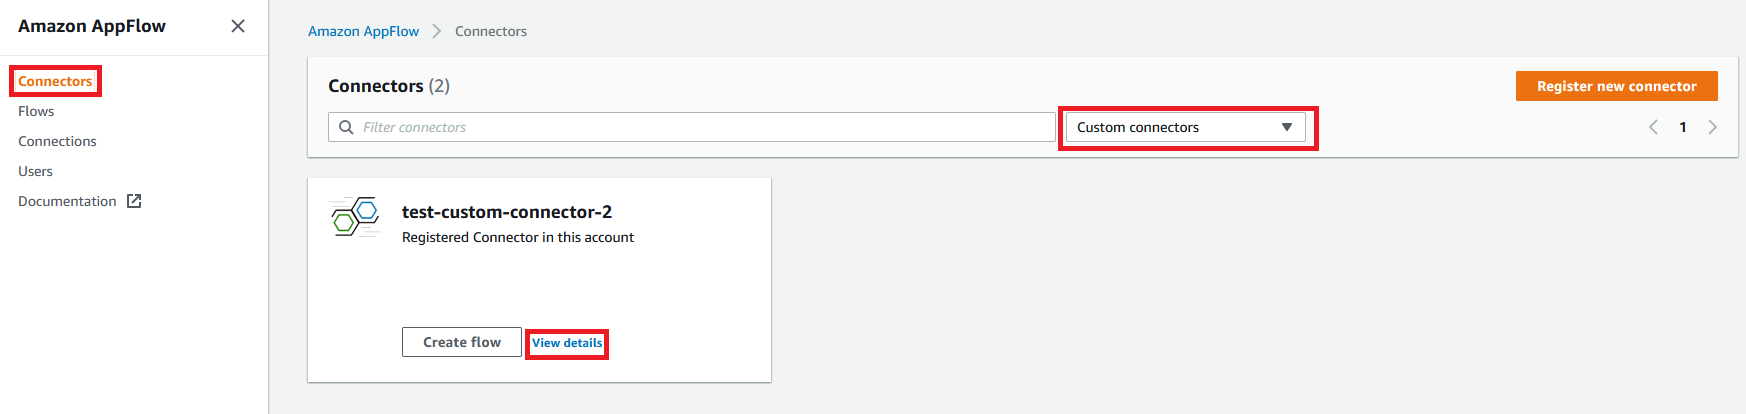 Amazon AppFlow
Connectors
Flows
Connections
Users
Documentation
Amazon AppFlow Connectors
Connectors (2)
Register new connector
Filter connectors
Custom connectors
1
test-custom-connector-2
Registered Connector in this account
Create flow
View details